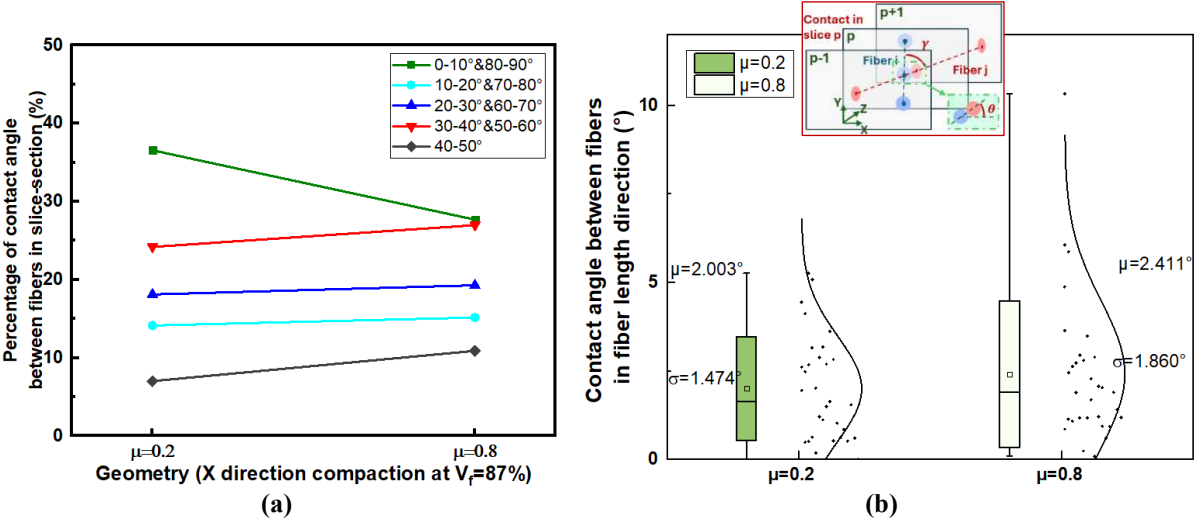 50
40
30
20
10
0
Percentage of contact angle
between fibers in slice-section (%)
0-10°&80-90°
10-20°&70-80°
20-30°&60-70°
30-40°&50-60°
40-50°
μ=0.2
μ=0.8
Geometry (X direction compaction at Vf=87%)
(a)
10
5
0
Contact angle between fibers
in fiber length direction (°)
μ=0.2
μ=0.8
Contact in
slice p
p+1
p
p-1
γ
Fiber i
Fiber j
Y
Z
X
θ
μ=2.003°
σ=1.474°
μ=2.411°
σ=1.860°
μ=0.2
μ=0.8
(b)